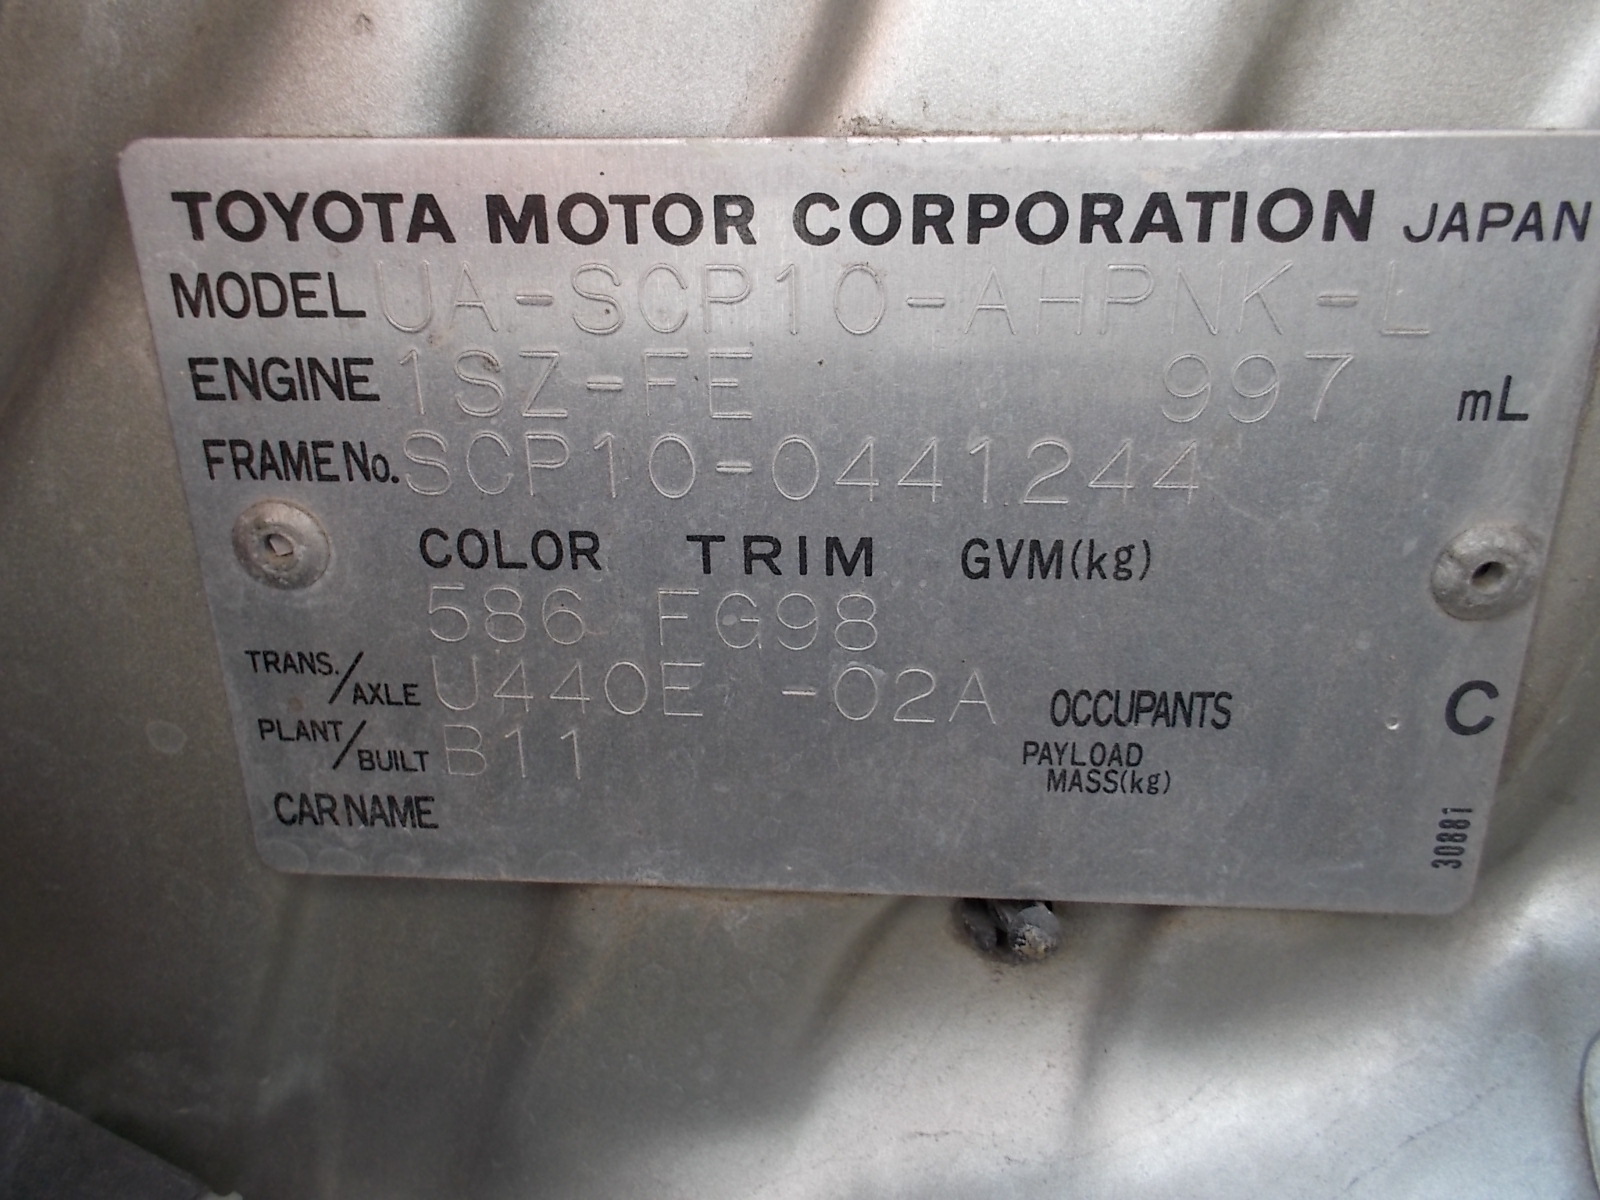 TOYOTA MOTOR CORPORATION JAPAN
MODEL UA-SCP10-AHPNK-L
ENGINE 1SZ-FE 997 mL
FRAME No. SCP10-0441244
COLOR TRIM GVM(kg)
586 FG98
TRANS./AXLE U440E -02A OCCUPANTS C
PLANT/BUILT B11 PAYLOAD MASS(kg)
CAR NAME
30881